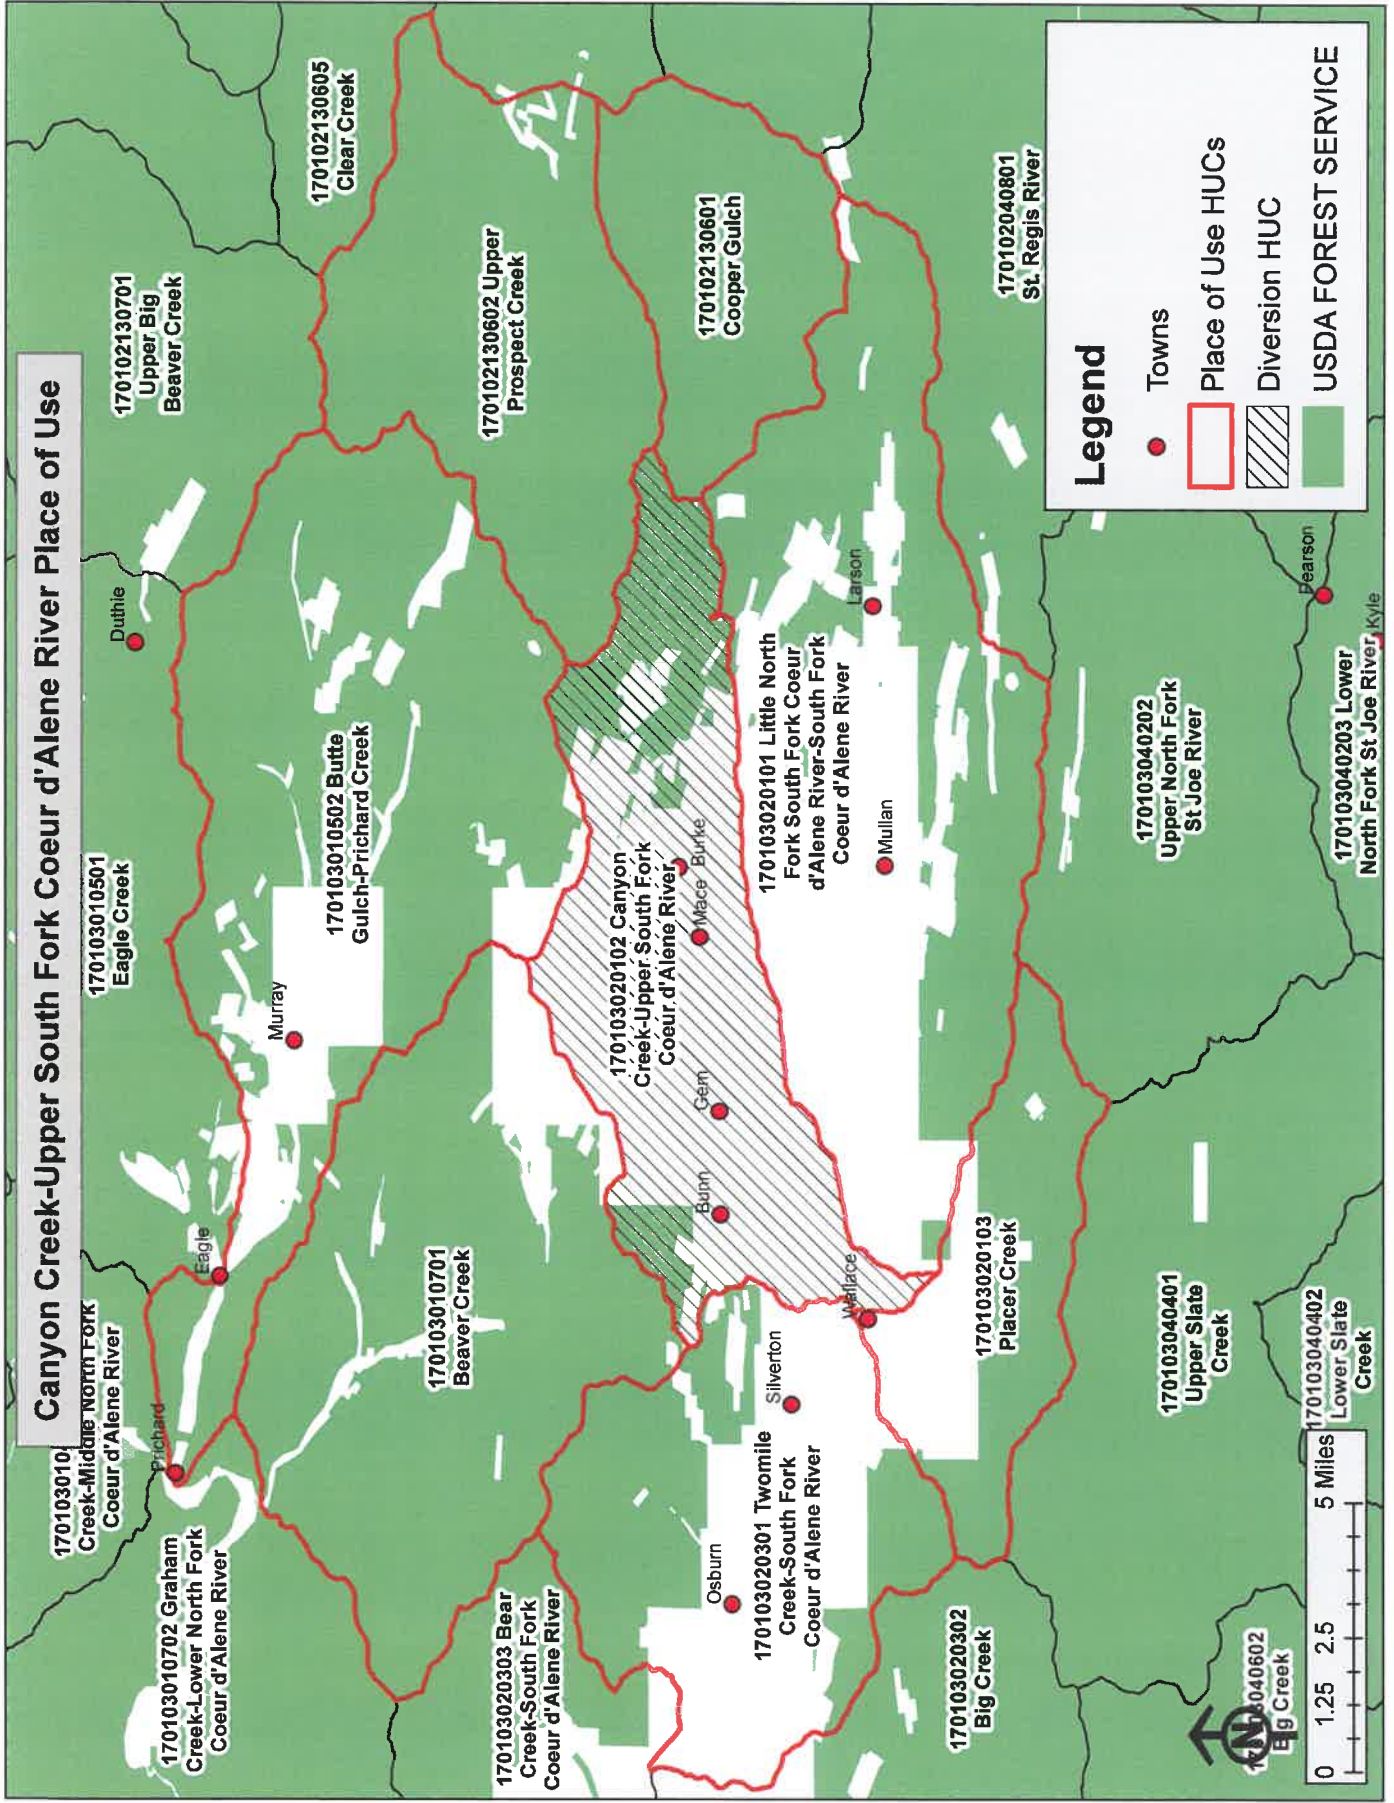 Canyon Creek-Upper South Fork Coeur d'Alene River Place of Use
170103010
Creek-Middle North Fork
Coeur d'Alene River
Prichard
Eagle
170103010501
Eagle Creek
Duthie
170102130701
Upper Big
Beaver Creek
170102130605
Clear Creek
170103010702 Graham
Creek-Lower North Fork
Coeur d'Alene River
Murray
170103010502 Butte
Gulch-Prichard Creek
170103010701
Beaver Creek
170102130602 Upper
Prospect Creek
170103020303 Bear
Creek-South Fork
Coeur d'Alene River
170103020102 Canyon
Creek-Upper South Fork
Coeur d'Alene River
Bunn
Gem
Mace
Burke
170102130601
Cooper Gulch
Osburn
170103020301 Twomile
Creek-South Fork
Coeur d'Alene River
Silverton
Wallace
170103020101 Little North
Fork South Fork Coeur
d'Alene River-South Fork
Coeur d'Alene River
Mullan
Larson
170103020302
Big Creek
170103020103
Placer Creek
170102040801
St. Regis River
170103040401
Upper Slate
Creek
170103040202
Upper North Fork
St Joe River
Big Creek
N
170103040402
Lower Slate
Creek
170103040203 Lower
North Fork St Joe River
Pearson
Kyle
0 1.25 2.5 5 Miles
Legend
Towns
Place of Use HUCs
Diversion HUC
USDA FOREST SERVICE